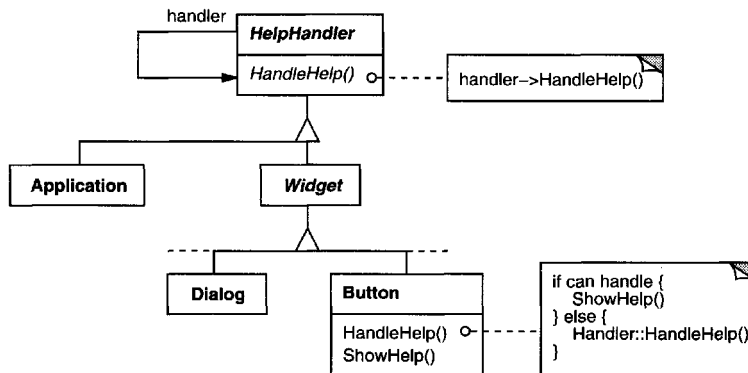 handler
HelpHandler
HandleHelp()
handler->HandleHelp()
Application
Widget
Dialog
Button
HandleHelp()
ShowHelp()
if can handle {
ShowHelp()
} else {
Handler::HandleHelp()
}